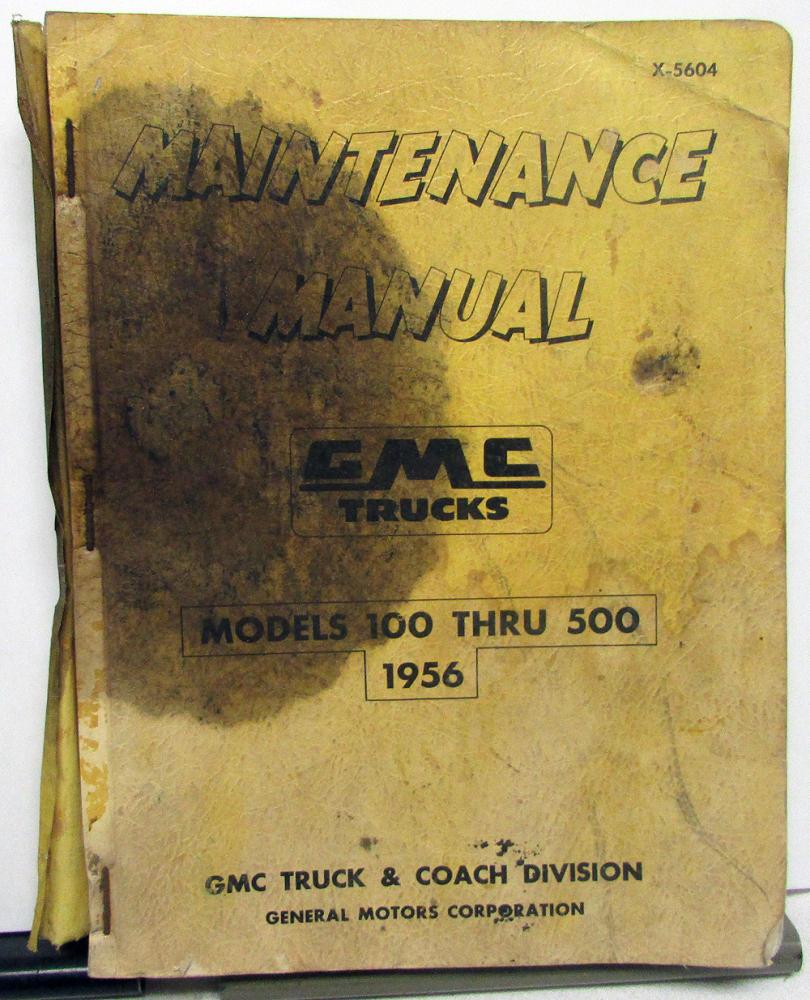 X-5604
MAINTENANCE
MANUAL
GMC
TRUCKS
MODELS 100 THRU 500
1956
GMC TRUCK & COACH DIVISION
GENERAL MOTORS CORPORATION